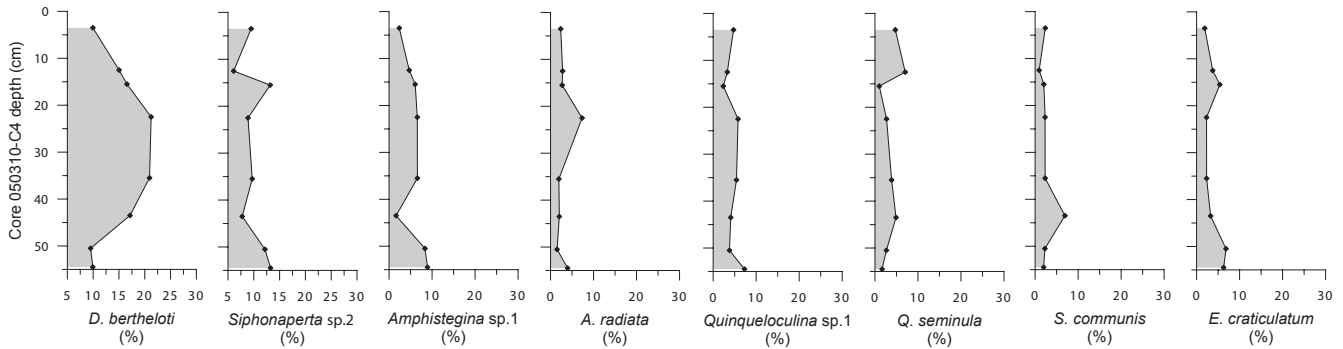 Core 050310-C4 depth (cm)
0
10
20
30
40
50
5 10 15 20 25 30
5 10 15 20 25 30
0 10 20 30
0 10 20 30
0 10 20 30
0 10 20 30
0 10 20 30
0 10 20 30
D. bertheloti
(%)
Siphonaperta sp.2
(%)
Amphistegina sp.1
(%)
A. radiata
(%)
Quinqueloculina sp.1
(%)
Q. seminula
(%)
S. communis
(%)
E. craticulatum
(%)